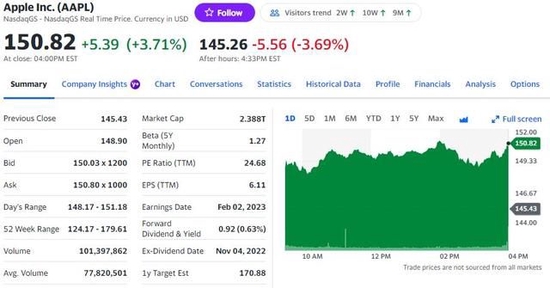 Apple Inc. (AAPL)
NasdaqGS - NasdaqGS Real Time Price. Currency in USD
Follow
Visitors trend 2W ↑ 10W ↑ 9M ↑
150.82 +5.39 (+3.71%)
At close: 04:00PM EST
145.26 -5.56 (-3.69%)
After hours: 4:33PM EST
Summary Company Insights Y+ Chart Conversations Statistics Historical Data Profile Financials Analysis Options
Previous Close 145.43
Open 148.90
Bid 150.03 x 1200
Ask 150.80 x 1000
Day's Range 148.17 - 151.18
52 Week Range 124.17 - 179.61
Volume 101,397,862
Avg. Volume 77,820,501
Market Cap 2.388T
Beta (5Y
Monthly) 1.27
PE Ratio (TTM) 24.68
EPS (TTM) 6.11
Earnings Date Feb 02, 2023
Forward
Dividend & Yield 0.92 (0.63%)
Ex-Dividend Date Nov 04, 2022
1y Target Est 170.88
1D 5D 1M 6M YTD 1Y 5Y Max Full screen
152.00
150.82
149.33
146.67
145.43
144.00
10 AM 12 PM 02 PM 04 PM
Trade prices are not sourced from all markets